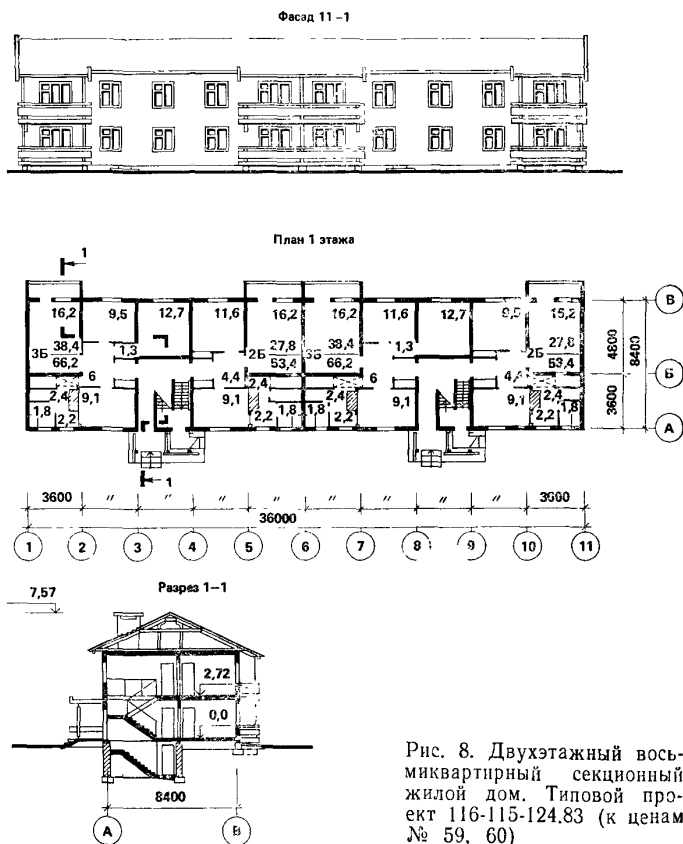 Фасад 11–1
План 1 этажа
1
В
16,2 9,5 12,7 11,6 16,2 16,2 11,6 12,7 9,5 15,2
38,4 1,3 27,8 38,4 1,3 27,8
3Б 66,2 2Б 53,4 3Б 66,2 2Б 53,4
4800
8400
Б
6 4,4 2,4 6 4,4
2,4 9,1 9,1 2,4 9,1 9,1 2,4
1,8 2,2 2,2 1,8 1,8 2,2 2,2 1,8
3600
А
1
3600 " " " " " " " " 3600
36000
1 2 3 4 5 6 7 8 9 10 11
Разрез 1–1
7,57
2,72
0,0
8400
А В
Рис. 8. Двухэтажный вось-
миквартирный секционный
жилой дом. Типовой про-
ект 116-115-124.83 (к ценам
№ 59, 60)